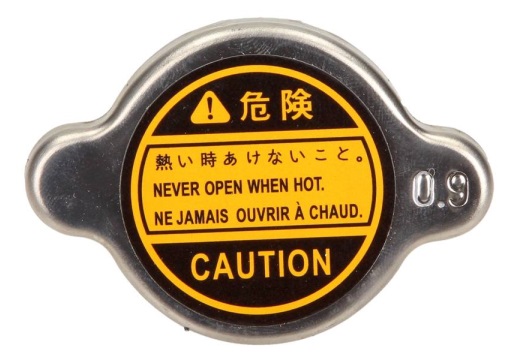 危険
熱い時あけないこと。
NEVER OPEN WHEN HOT.
NE JAMAIS OUVRIR À CHAUD.
CAUTION
0.9